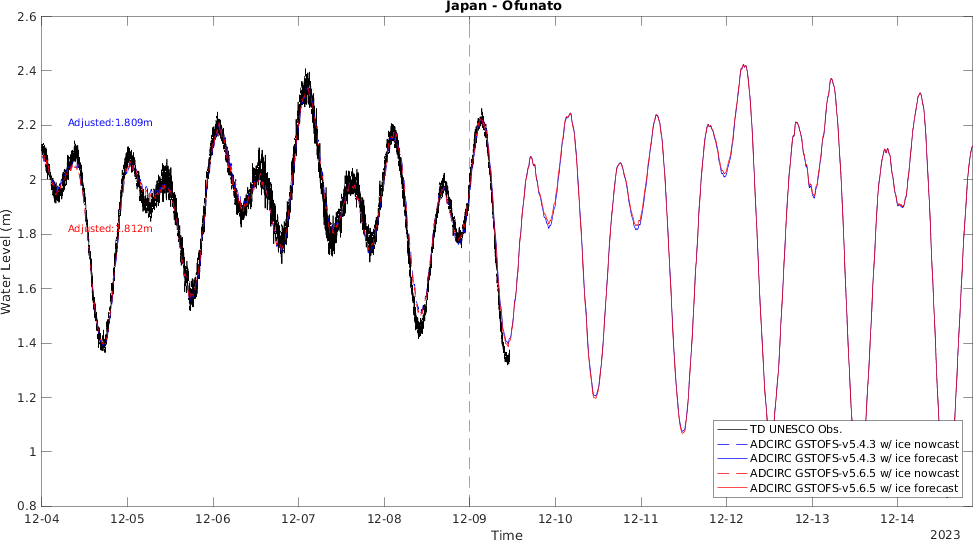 Japan - Ofunato
Water Level (m)
2.6
2.4
2.2
2
1.8
1.6
1.4
1.2
1
0.8
Adjusted:1.809m
Adjusted:1.812m
TD UNESCO Obs.
ADCIRC GSTOFS-v5.4.3 w/ ice nowcast
ADCIRC GSTOFS-v5.4.3 w/ ice forecast
ADCIRC GSTOFS-v5.6.5 w/ ice nowcast
ADCIRC GSTOFS-v5.6.5 w/ ice forecast
12-04 12-05 12-06 12-07 12-08 12-09 12-10 12-11 12-12 12-13 12-14
Time
2023